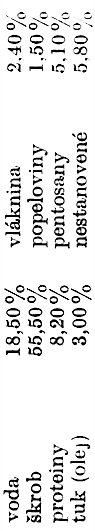 voda 18,50 % vláknina 2,40 %
škrob 55,50 % popeloviny 1,50 %
proteiny 8,20 % pentosany 5,10 %
tuk (olej) 3,00 % nestanovené 5,80 %